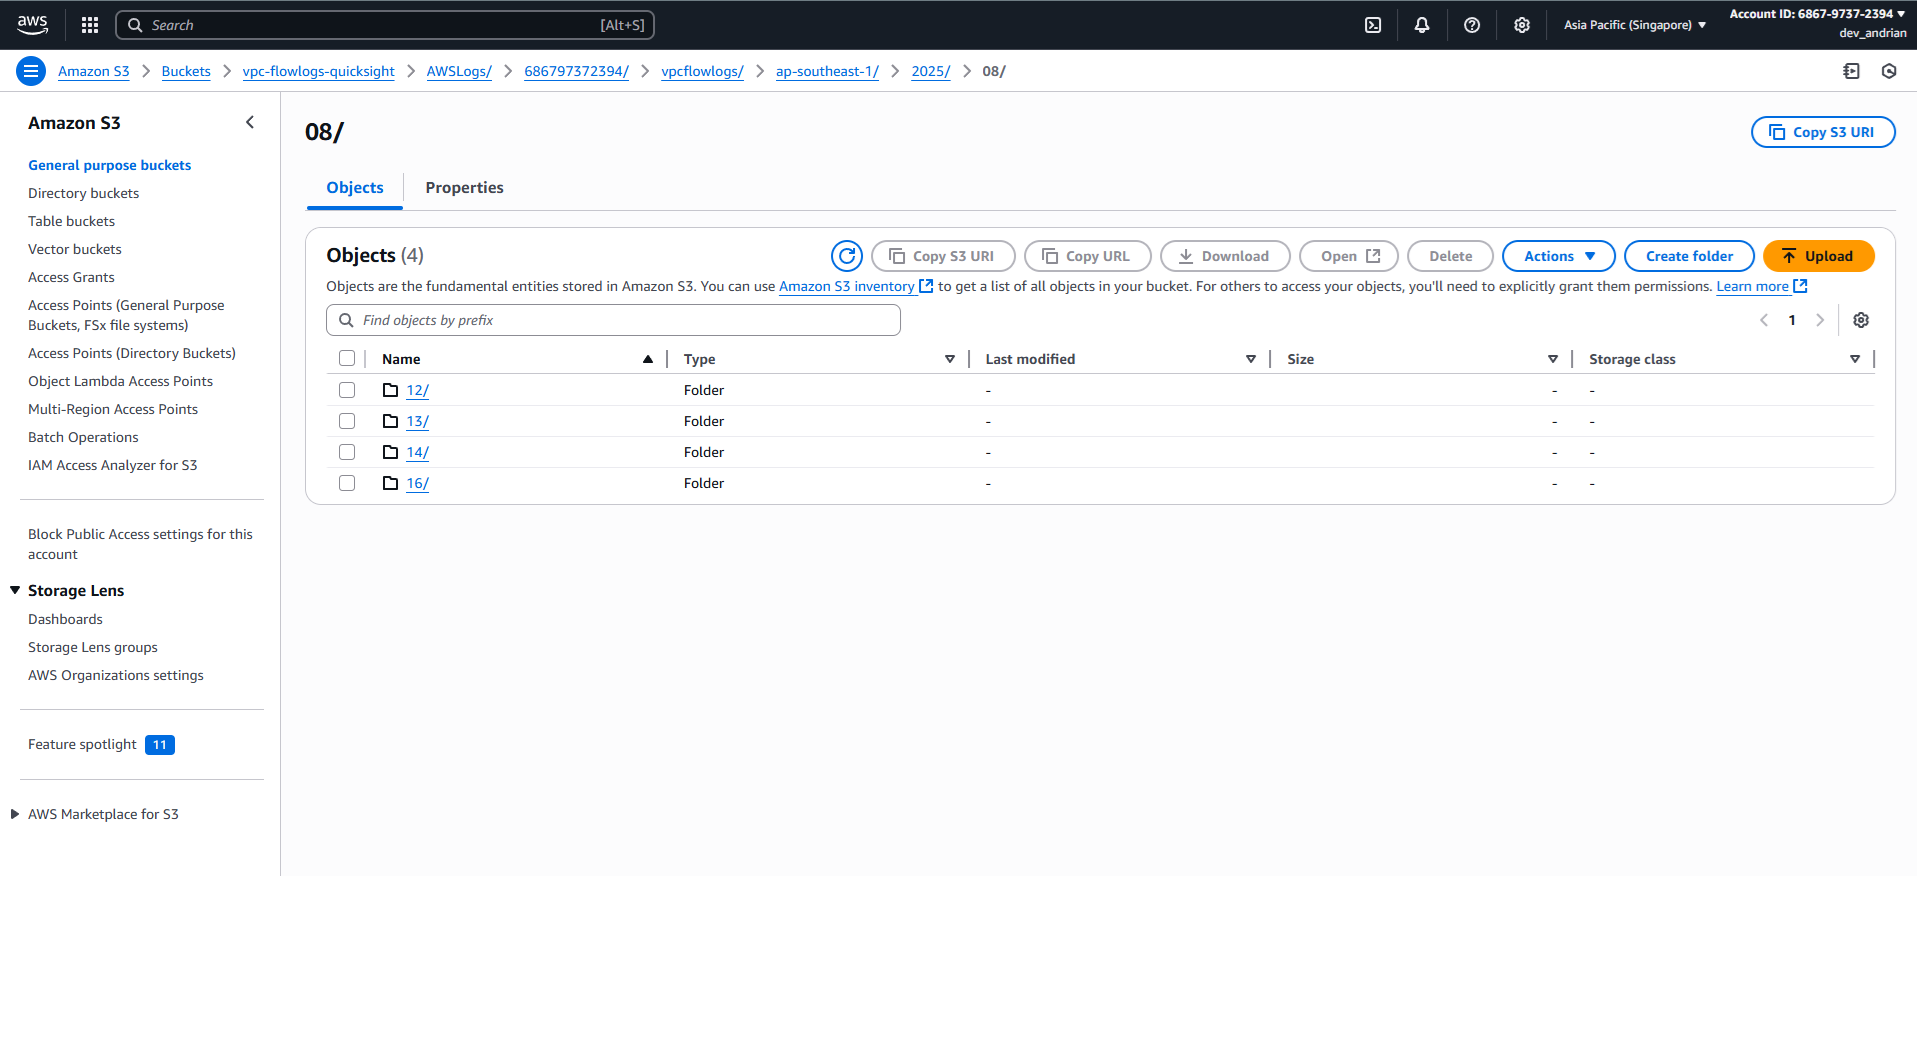 aws
Search [Alt+S]
Asia Pacific (Singapore)
Account ID: 6867-9737-2394
dev_andrian
Amazon S3 Buckets vpc-flowlogs-quicksight AWSLogs/ 686797372394/ vpcflowlogs/ ap-southeast-1/ 2025/ 08/
Amazon S3
General purpose buckets
Directory buckets
Table buckets
Vector buckets
Access Grants
Access Points (General Purpose
Buckets, FSx file systems)
Access Points (Directory Buckets)
Object Lambda Access Points
Multi-Region Access Points
Batch Operations
IAM Access Analyzer for S3
Block Public Access settings for this
account
Storage Lens
Dashboards
Storage Lens groups
AWS Organizations settings
Feature spotlight 11
AWS Marketplace for S3
08/
Copy S3 URI
Objects Properties
Objects (4)
Copy S3 URI Copy URL Download Open Delete Actions Create folder Upload
Objects are the fundamental entities stored in Amazon S3. You can use Amazon S3 inventory to get a list of all objects in your bucket. For others to access your objects, you'll need to explicitly grant them permissions. Learn more
Find objects by prefix
1
Name Type Last modified Size Storage class
12/ Folder - - -
13/ Folder - - -
14/ Folder - - -
16/ Folder - - -